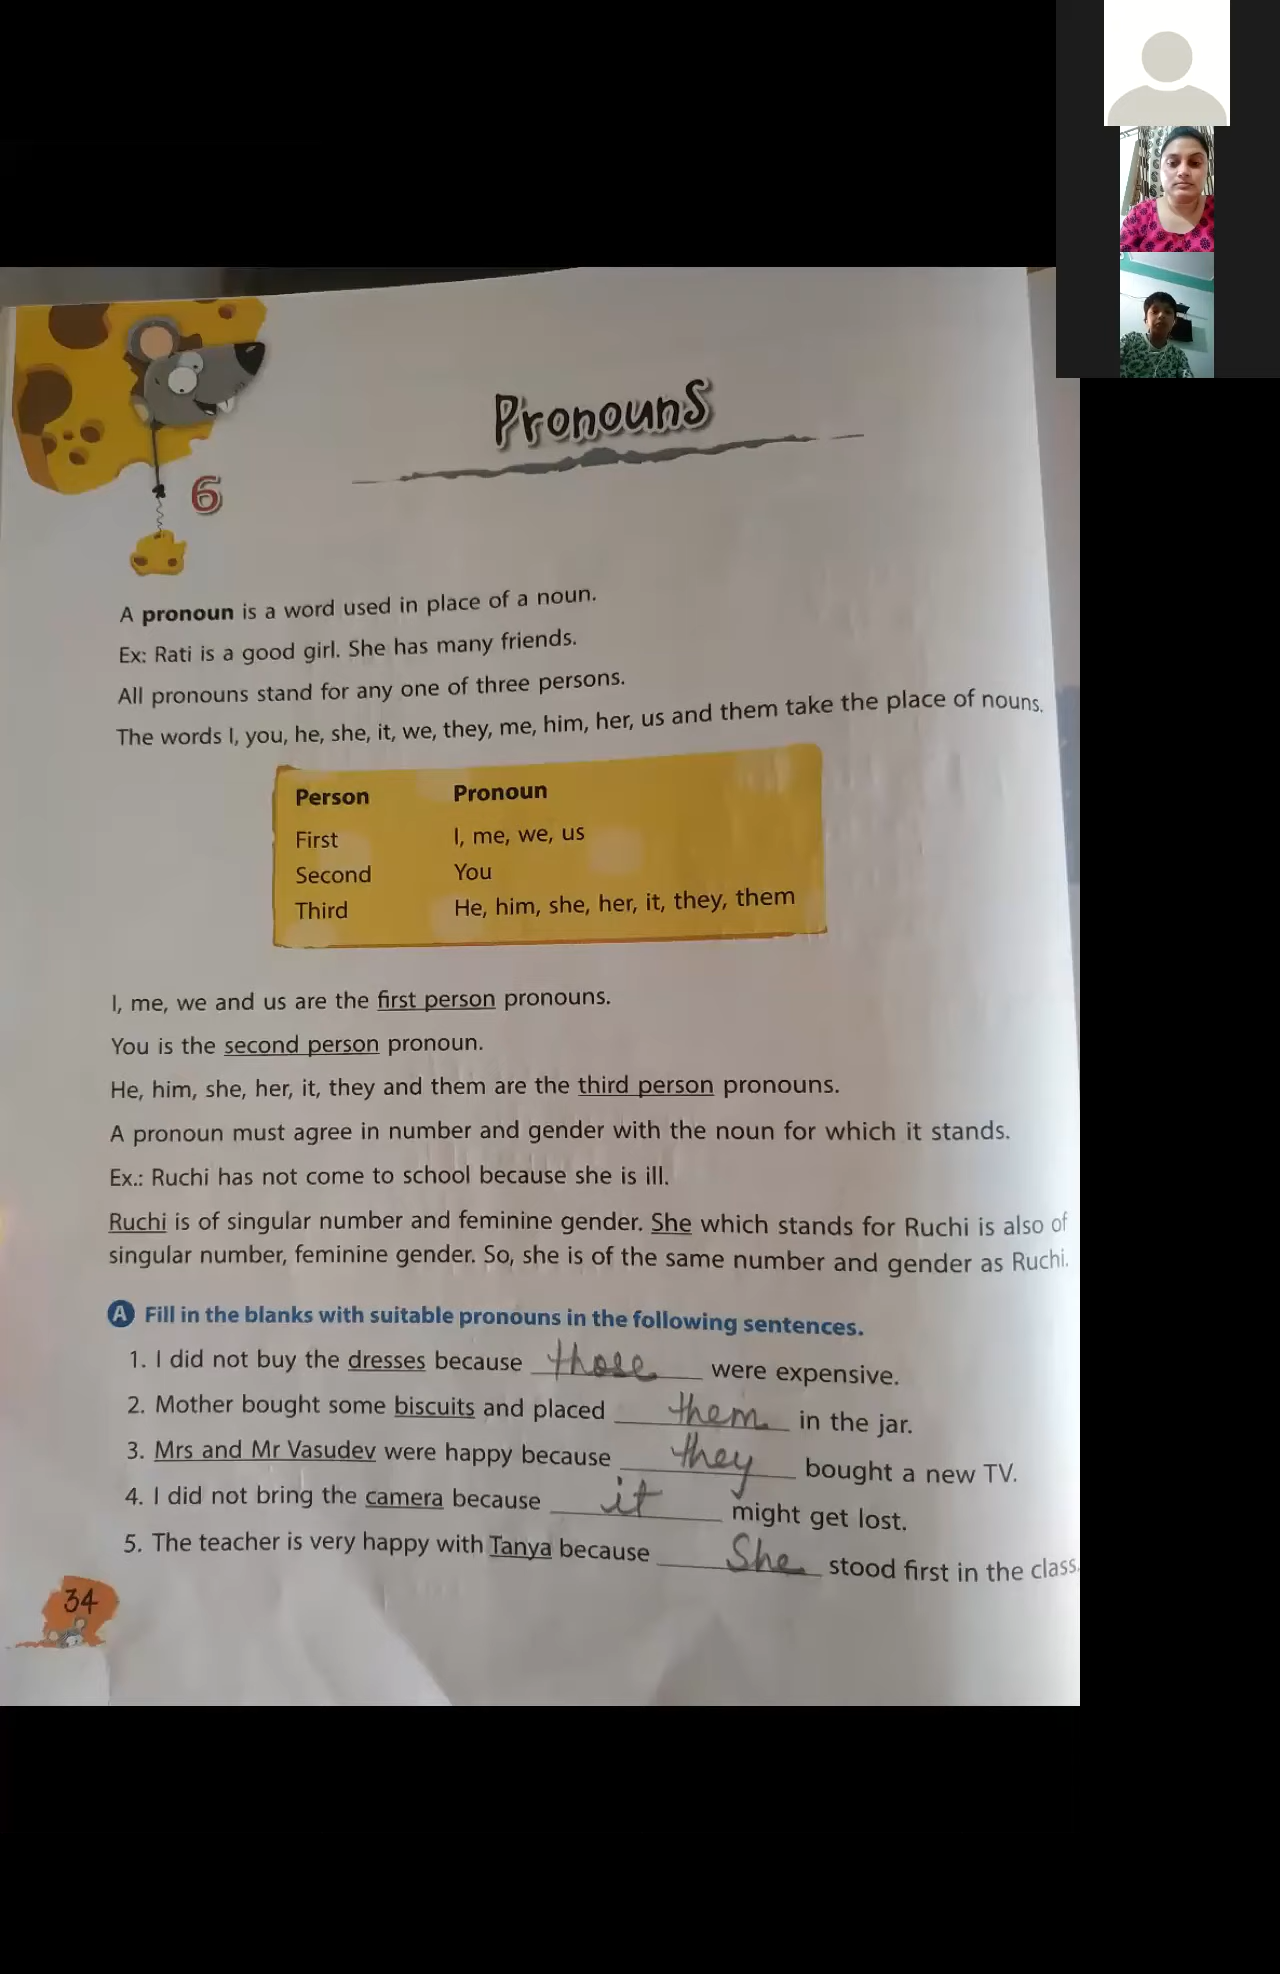 Pronouns
6
A pronoun is a word used in place of a noun.
Ex: Rati is a good girl. She has many friends.
All pronouns stand for any one of three persons.
The words I, you, he, she, it, we, they, me, him, her, us and them take the place of nouns.
Person Pronoun
First I, me, we, us
Second You
Third He, him, she, her, it, they, them
I, me, we and us are the first person pronouns.
You is the second person pronoun.
He, him, she, her, it, they and them are the third person pronouns.
A pronoun must agree in number and gender with the noun for which it stands.
Ex.: Ruchi has not come to school because she is ill.
Ruchi is of singular number and feminine gender. She which stands for Ruchi is also of
singular number, feminine gender. So, she is of the same number and gender as Ruchi.
A Fill in the blanks with suitable pronouns in the following sentences.
1. I did not buy the dresses because those were expensive.
2. Mother bought some biscuits and placed them in the jar.
3. Mrs and Mr Vasudev were happy because they bought a new TV.
4. I did not bring the camera because it might get lost.
5. The teacher is very happy with Tanya because She stood first in the class.
34